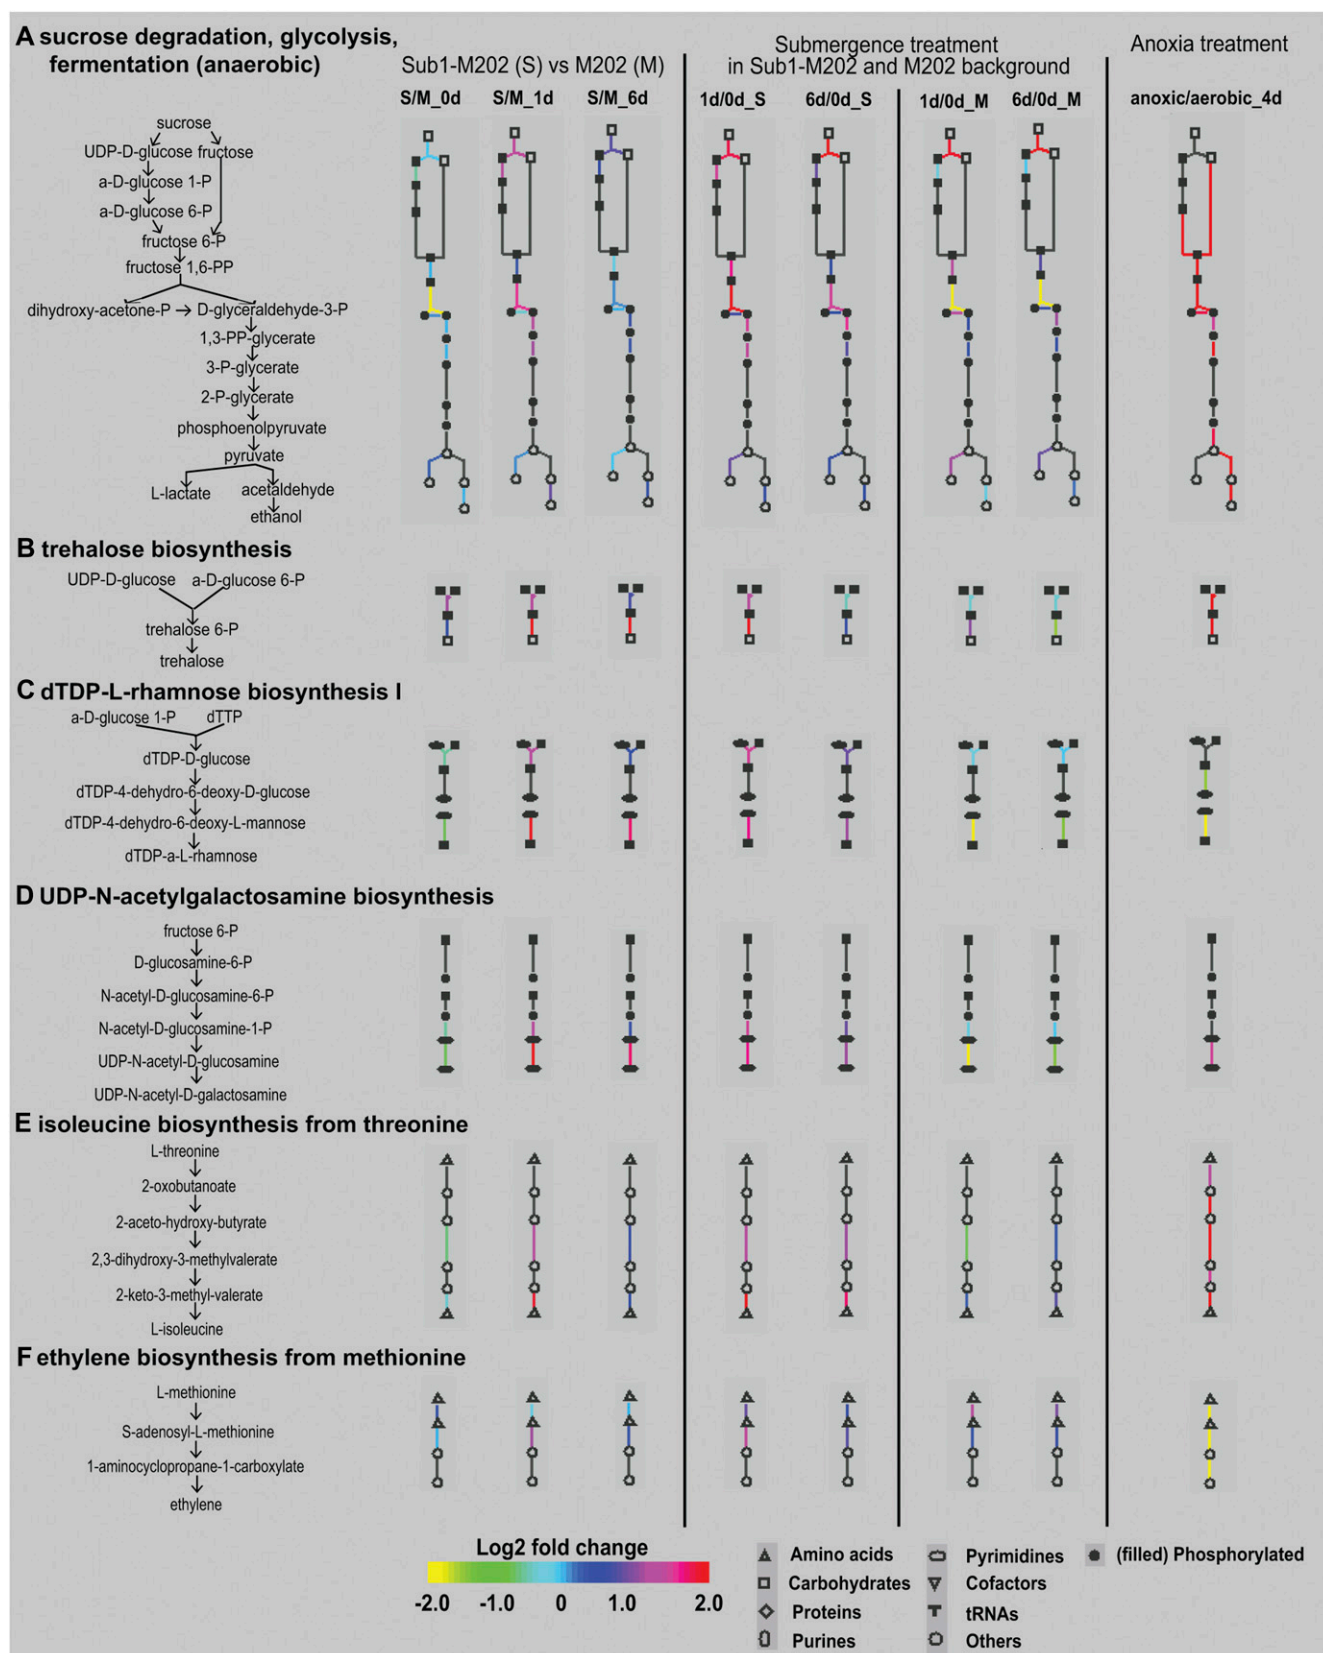 A sucrose degradation, glycolysis,
fermentation (anaerobic)
Sub1-M202 (S) vs M202 (M)
Submergence treatment
in Sub1-M202 and M202 background
Anoxia treatment
S/M_0d S/M_1d S/M_6d 1d/0d_S 6d/0d_S 1d/0d_M 6d/0d_M anoxic/aerobic_4d
sucrose
UDP-D-glucose fructose
a-D-glucose 1-P
a-D-glucose 6-P
fructose 6-P
fructose 1,6-PP
dihydroxy-acetone-P → D-glyceraldehyde-3-P
1,3-PP-glycerate
3-P-glycerate
2-P-glycerate
phosphoenolpyruvate
pyruvate
L-lactate acetaldehyde
ethanol
B trehalose biosynthesis
UDP-D-glucose a-D-glucose 6-P
trehalose 6-P
trehalose
C dTDP-L-rhamnose biosynthesis I
a-D-glucose 1-P dTTP
dTDP-D-glucose
dTDP-4-dehydro-6-deoxy-D-glucose
dTDP-4-dehydro-6-deoxy-L-mannose
dTDP-a-L-rhamnose
D UDP-N-acetylgalactosamine biosynthesis
fructose 6-P
D-glucosamine-6-P
N-acetyl-D-glucosamine-6-P
N-acetyl-D-glucosamine-1-P
UDP-N-acetyl-D-glucosamine
UDP-N-acetyl-D-galactosamine
E isoleucine biosynthesis from threonine
L-threonine
2-oxobutanoate
2-aceto-hydroxy-butyrate
2,3-dihydroxy-3-methylvalerate
2-keto-3-methyl-valerate
L-isoleucine
F ethylene biosynthesis from methionine
L-methionine
S-adenosyl-L-methionine
1-aminocyclopropane-1-carboxylate
ethylene
Log2 fold change
-2.0 -1.0 0 1.0 2.0
Amino acids Pyrimidines (filled) Phosphorylated
Carbohydrates Cofactors
Proteins tRNAs
Purines Others